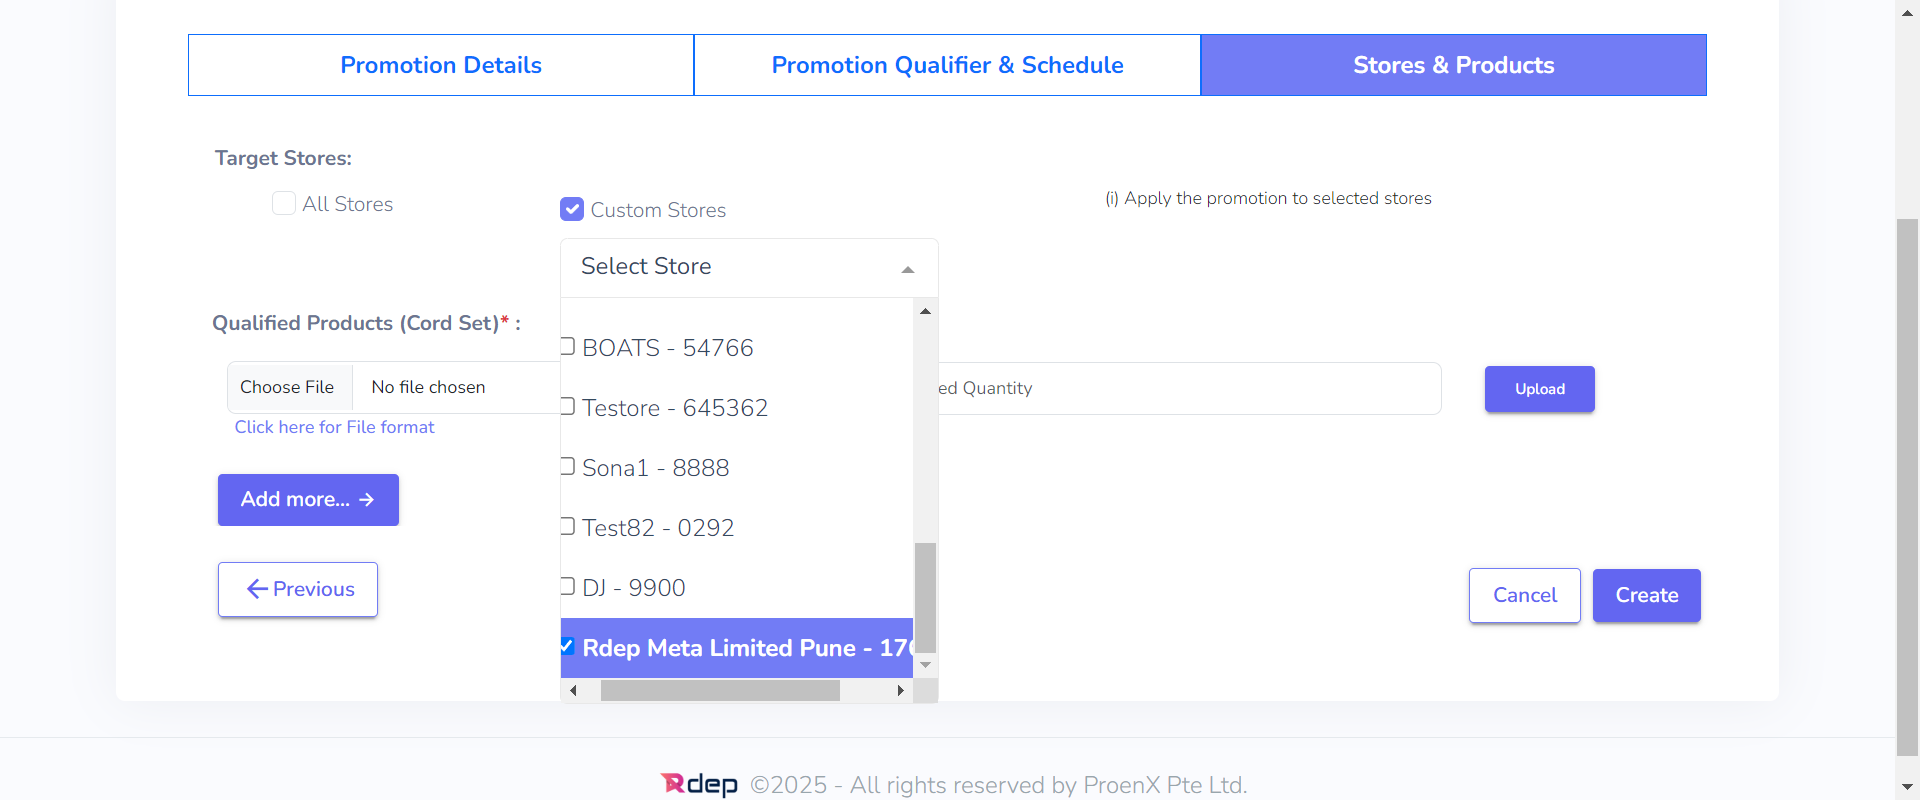 Promotion Details
Promotion Qualifier & Schedule
Stores & Products
Target Stores:
All Stores
Custom Stores
(i) Apply the promotion to selected stores
Select Store
Qualified Products (Cord Set)* :
BOATS - 54766
Choose File No file chosen
ed Quantity
Upload
Testore - 645362
Click here for File format
Sona1 - 8888
Add more...
Test82 - 0292
Previous
DJ - 9900
Cancel
Create
Rdep Meta Limited Pune - 17
Rdep ©2025 - All rights reserved by ProenX Pte Ltd.